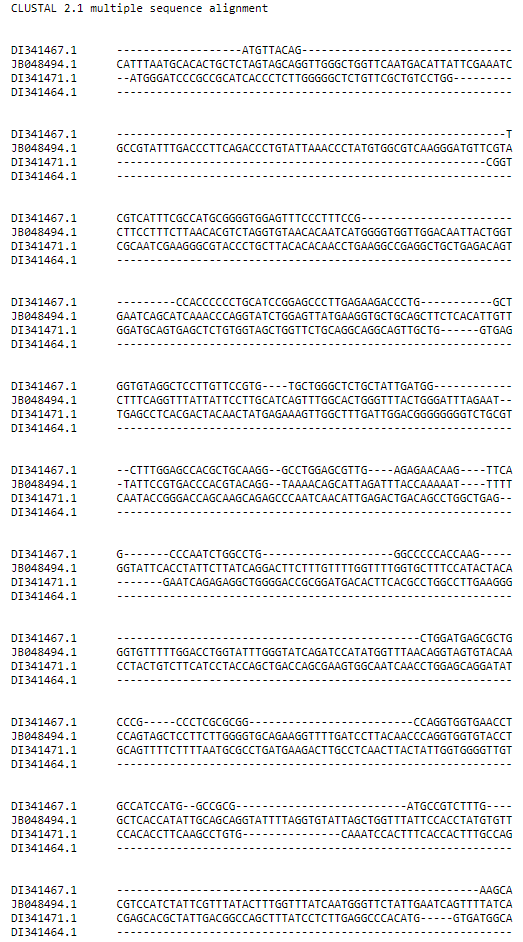 CLUSTAL 2.1 multiple sequence alignment
DI341467.1 -------------------ATGTTACAG--------------------------------
JB048494.1 CATTTAATGCACACTGCTCTAGTAGCAGGTTGGGCTGGTTCAATGACATTATTCGAAATC
DI341471.1 --ATGGGATCCCGCCGCATCACCCTCTTGGGGGCTCTGTTCGCTGTCCTGG---------
DI341464.1 ------------------------------------------------------------
DI341467.1 -----------------------------------------------------------T
JB048494.1 GCCGTATTTGACCCTTCAGACCCTGTATTAAACCCTATGTGGCGTCAAGGGATGTTCGTA
DI341471.1 --------------------------------------------------------CGGT
DI341464.1 ------------------------------------------------------------
DI341467.1 CGTCATTTCGCCATGCGGGGTGGAGTTTCCCTTTCCG-----------------------
JB048494.1 CTTCCTTTCTTAACACGTCTAGGTGTAACACAATCATGGGGTGGTTGGACAATTACTGGT
DI341471.1 CGCAATCGAAGGGCGTACCCTGCTTACACACAACCTGAAGGCCGAGGCTGCTGAGACAGT
DI341464.1 ------------------------------------------------------------
DI341467.1 ---------CCACCCCCCTGCATCCGGAGCCCTTGAGAAGACCCTG-----------GCT
JB048494.1 GAATCAGCATCAAACCCAGGTATCTGGAGTTATGAAGGTGCTGCAGCTTCTCACATTGTT
DI341471.1 GGATGCAGTGAGCTCTGTGGTAGCTGGTTCTGCAGGCAGGCAGTTGCTG------GTGAG
DI341464.1 ------------------------------------------------------------
DI341467.1 GGTGTAGGCTCCTTGTTCCGTG----TGCTGGGCTCTGCTATTGATGG------------
JB048494.1 CTTTCAGGTTTATTATTCCTTGCATCAGTTTGGCACTGGGTTTACTGGGATTTAGAAT--
DI341471.1 TGAGCCTCACGACTACAACTATGAGAAAGTTGGCTTTGATTGGACGGGGGGGGTCTGCGT
DI341464.1 ------------------------------------------------------------
DI341467.1 --CTTTGGAGCCACGCTGCAAGG--GCCTGGAGCGTTG----AGAGAACAAG----TTCA
JB048494.1 -TATTCCGTGACCCACGTACAGG--TAAAACAGCATTAGATTTACCAAAAAT----TTTT
DI341471.1 CAATACCGGGACCAGCAAGCAGAGCCCAATCAACATTGAGACTGACAGCCTGGCTGAG--
DI341464.1 ------------------------------------------------------------
DI341467.1 G-------CCCAATCTGGCCTG--------------------GGCCCCCACCAAG-----
JB048494.1 GGTATTCACCTATTCTTATCAGGACTTCTTTGTTTTGGTTTTGGTGCTTTCCATACTACA
DI341471.1 -------GAATCAGAGAGGCTGGGGACCGCGGATGACACTTCACGCCTGGCCTTGAAGGG
DI341464.1 ------------------------------------------------------------
DI341467.1 ----------------------------------------------CTGGATGAGCGCTG
JB048494.1 GGTGTTTTTGGACCTGGTATTTGGGTATCAGATCCATATGGTTTAACAGGTAGTGTACAA
DI341471.1 CCTACTGTCTTCATCCTACCAGCTGACCAGCGAAGTGGCAATCAACCTGGAGCAGGATAT
DI341464.1 ------------------------------------------------------------
DI341467.1 CCCG-----CCCTCGCGCGG-------------------------CCAGGTGGTGAACCT
JB048494.1 CCAGTAGCTCCTTCTTGGGGTGCAGAAGGTTTTGATCCTTACAACCCAGGTGGTGTACCT
DI341471.1 GCAGTTTTCTTTTAATGCGCCTGATGAAGACTTGCCTCAACTTACTATTGGTGGGGTTGT
DI341464.1 ------------------------------------------------------------
DI341467.1 GCCATCCATG--GCCGCG--------------------------ATGCCGTCTTTG----
JB048494.1 GCTCACCATATTGCAGCAGGTATTTTAGGTGTATTAGCTGGTTTATTCCACCTATGTGTT
DI341471.1 CCACACCTTCAAGCCTGTG---------------CAAATCCACTTTCACCACTTTGCCAG
DI341464.1 ------------------------------------------------------------
DI341467.1 -------------------------------------------------------AAGCA
JB048494.1 CGTCCATCTATTCGTTTATACTTTGGTTTATCAATGGGTTCTATTGAATCAGTTTTATCA
DI341471.1 CGAGCACGCTATTGACGGCCAGCTTTATCCTCTTGAGGCCCACATG-----GTGATGGCA
DI341464.1 ------------------------------------------------------------